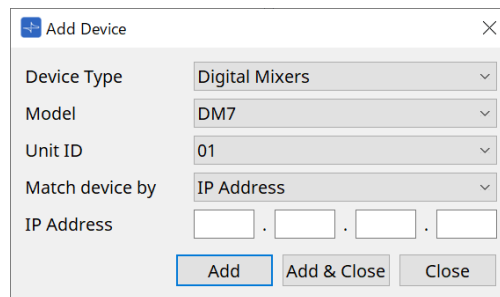 Add Device
Device Type Digital Mixers
Model DM7
Unit ID 01
Match device by IP Address
IP Address . . .
Add Add & Close Close